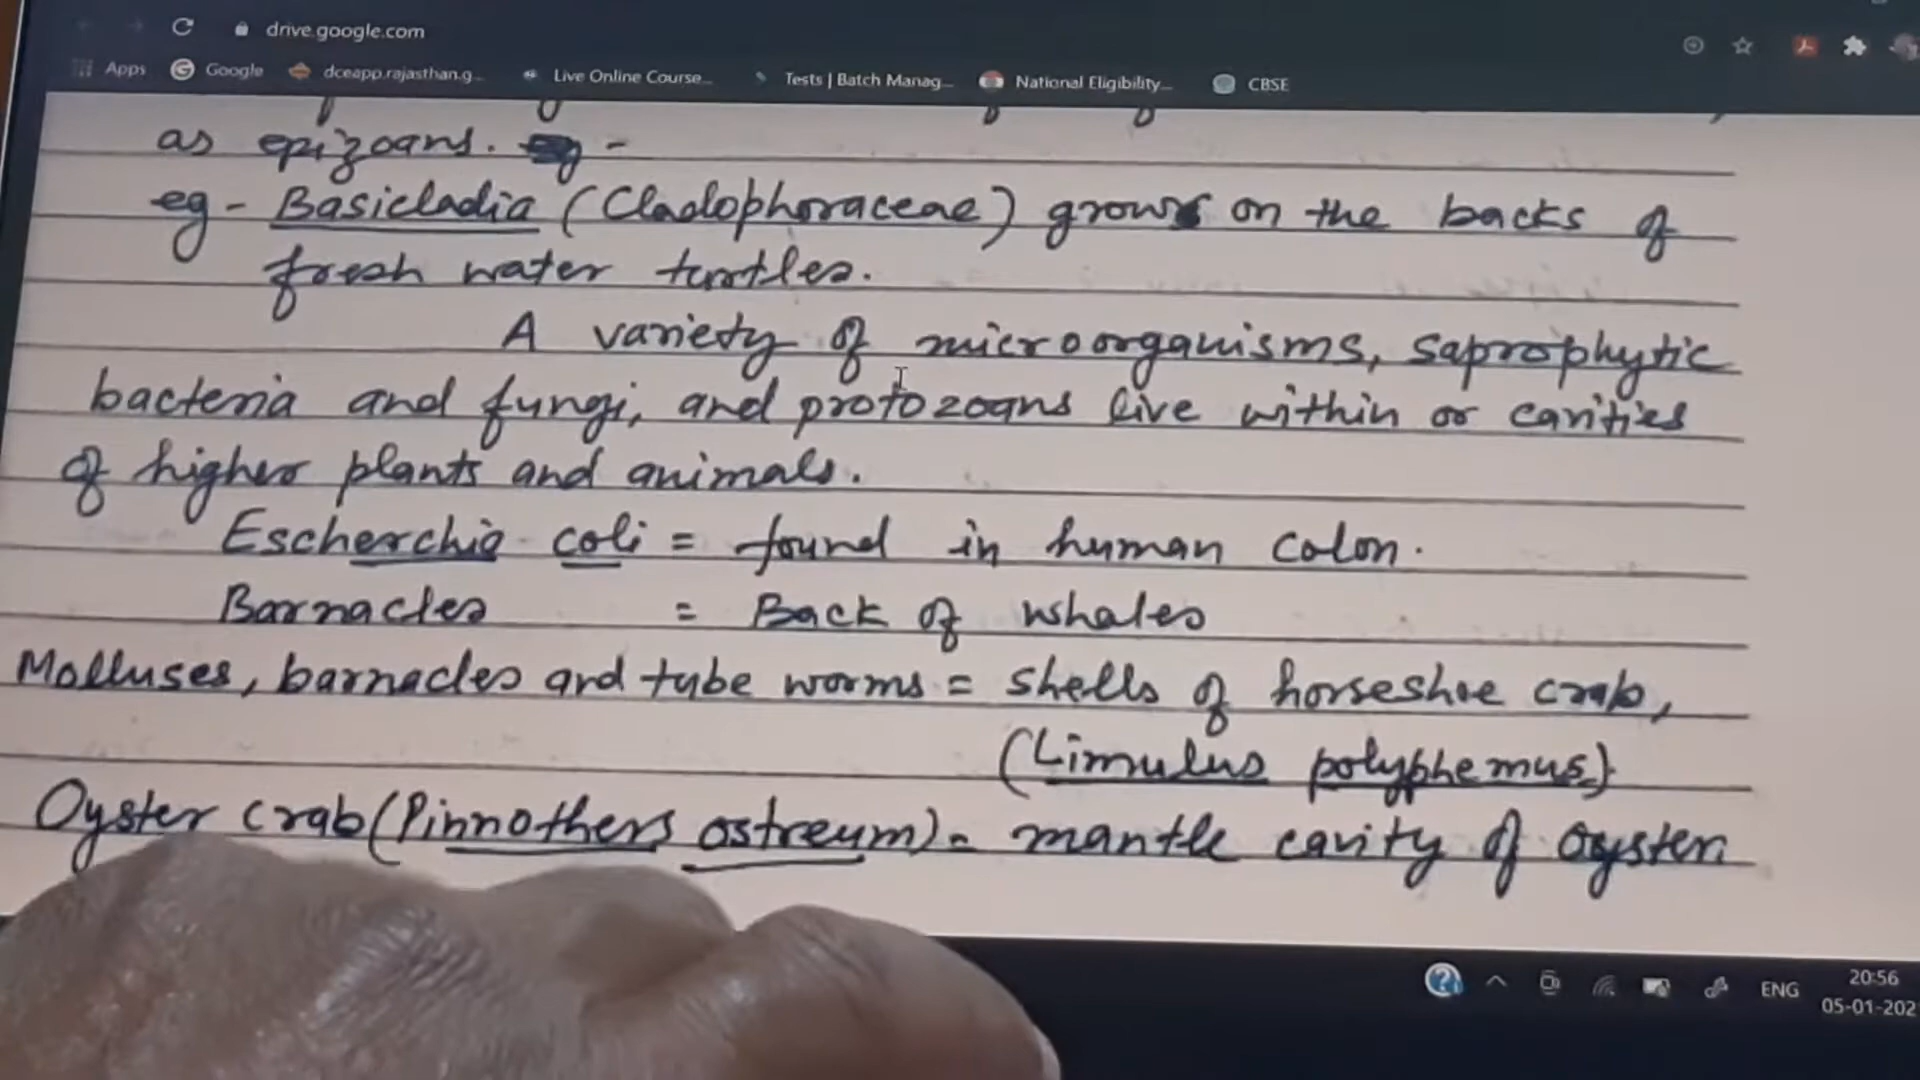 drive.google.com
Apps Google dceapp.rajasthan.g... Live Online Course... Tests | Batch Manag... National Eligibility... CBSE
as epizoans. -
eg - Basicladia (Cladophoraceae) grows on the backs of
fresh water turtles.
A variety of microorganisms, saprophytic
bacteria and fungi, and protozoans live within or cavities
of higher plants and animals.
Escherchia coli = found in human colon.
Barnacles = Back of whales
Molluses, barnacles and tube worms = shells of horseshoe crab,
(Limulus polyphemus)
Oyster crab (Pinnothers ostreum) = mantle cavity of oyster
ENG 20:56
05-01-202